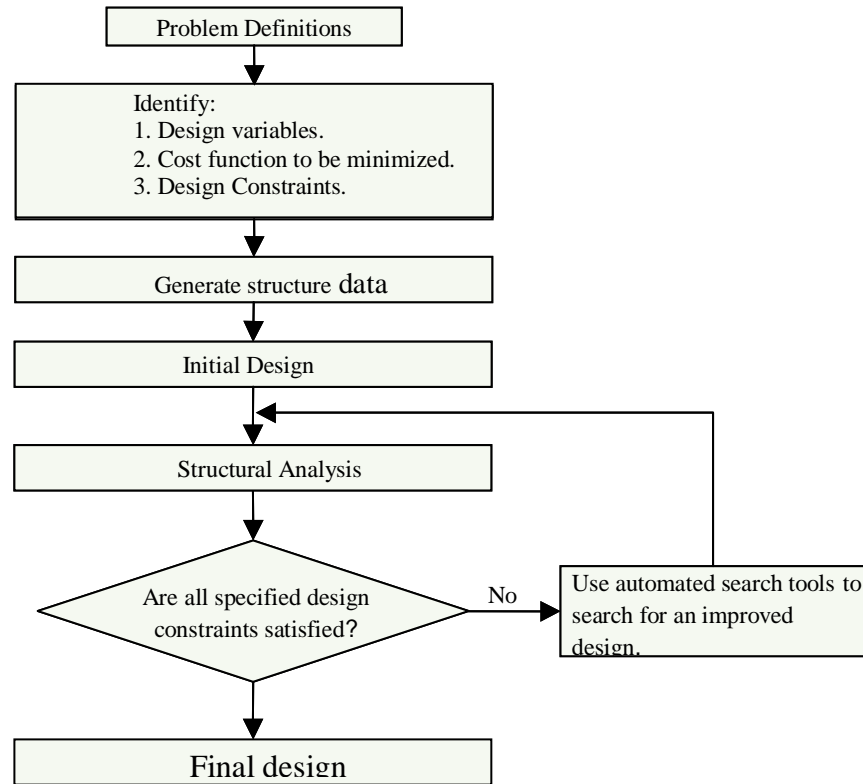 Problem Definitions
Identify:
1. Design variables.
2. Cost function to be minimized.
3. Design Constraints.
Generate structure data
Initial Design
Structural Analysis
Are all specified design
constraints satisfied?
No
Use automated search tools to
search for an improved
design.
Final design